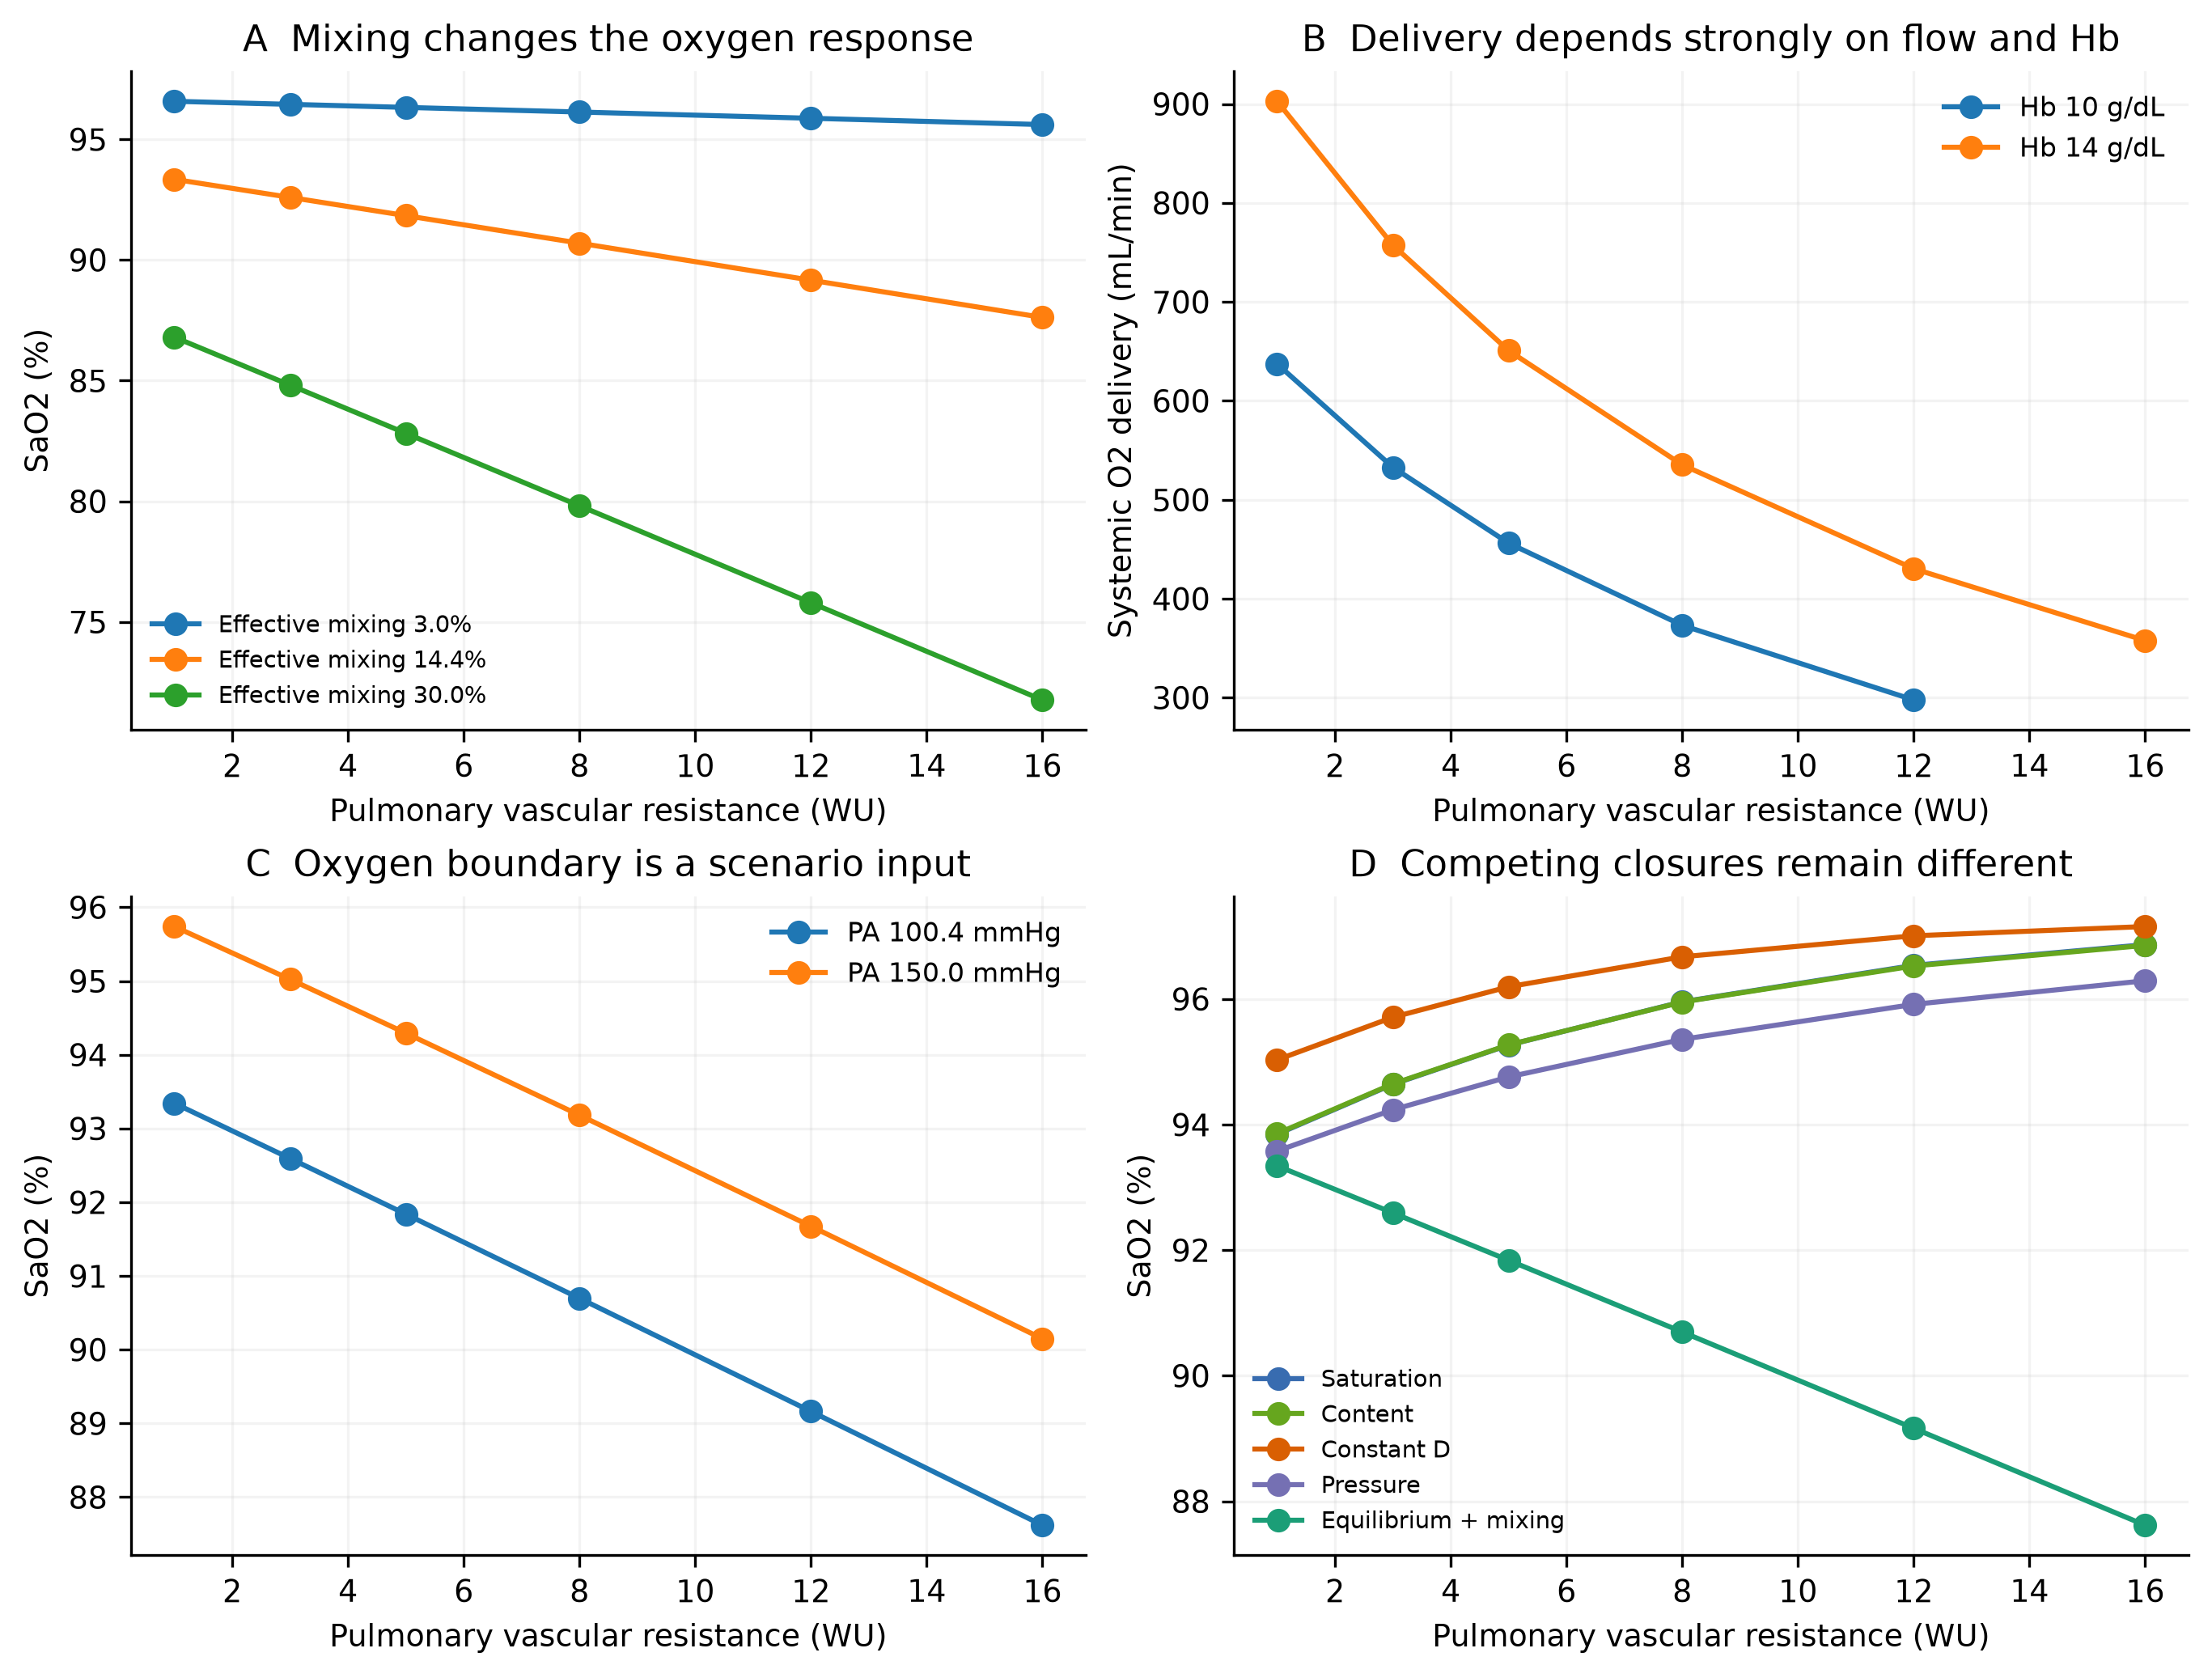 A Mixing changes the oxygen response
SaO2 (%)
95
90
85
80
75
Effective mixing 3.0%
Effective mixing 14.4%
Effective mixing 30.0%
2 4 6 8 10 12 14 16
Pulmonary vascular resistance (WU)
B Delivery depends strongly on flow and Hb
Systemic O2 delivery (mL/min)
900
800
700
600
500
400
300
Hb 10 g/dL
Hb 14 g/dL
2 4 6 8 10 12 14 16
Pulmonary vascular resistance (WU)
C Oxygen boundary is a scenario input
SaO2 (%)
96
95
94
93
92
91
90
89
88
PA 100.4 mmHg
PA 150.0 mmHg
2 4 6 8 10 12 14 16
Pulmonary vascular resistance (WU)
D Competing closures remain different
SaO2 (%)
96
94
92
90
88
Saturation
Content
Constant D
Pressure
Equilibrium + mixing
2 4 6 8 10 12 14 16
Pulmonary vascular resistance (WU)